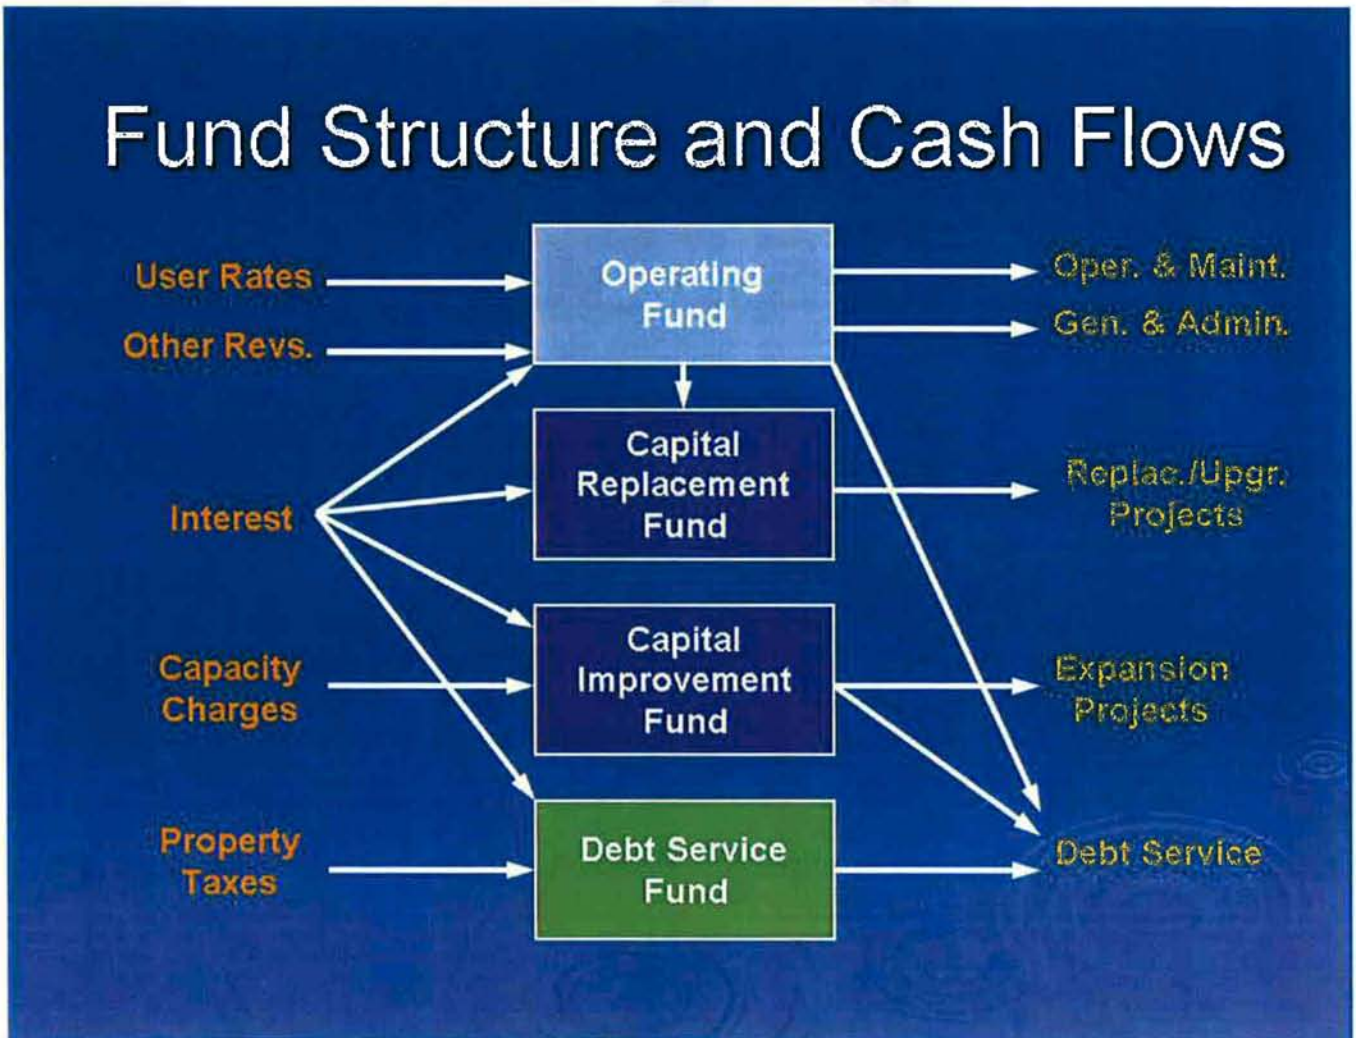 Fund Structure and Cash Flows
User Rates
Other Revs.
Interest
Capacity
Charges
Property
Taxes
Operating
Fund
Capital
Replacement
Fund
Capital
Improvement
Fund
Debt Service
Fund
Oper. & Maint.
Gen. & Admin.
Replac./Upgr.
Projects
Expansion
Projects
Debt Service